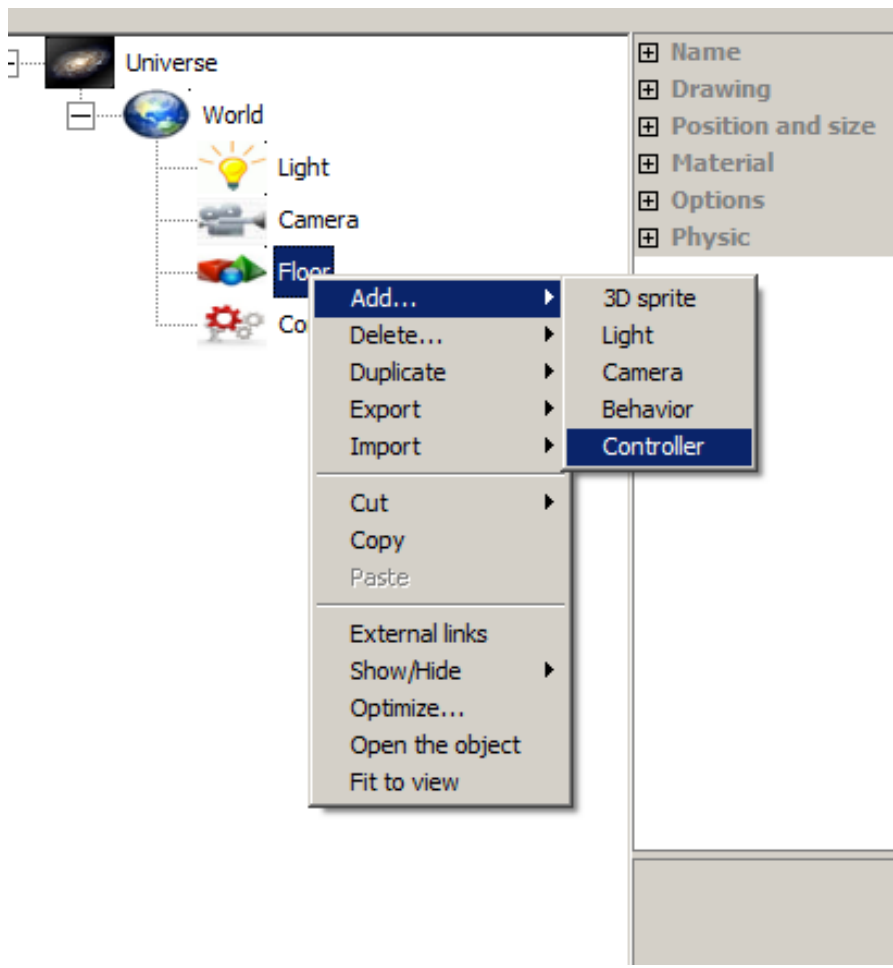 Universe
World
Light
Camera
Floor
Co
Add...
Delete...
Duplicate
Export
Import
Cut
Copy
Paste
External links
Show/Hide
Optimize...
Open the object
Fit to view
3D sprite
Light
Camera
Behavior
Controller
Name
Drawing
Position and size
Material
Options
Physic